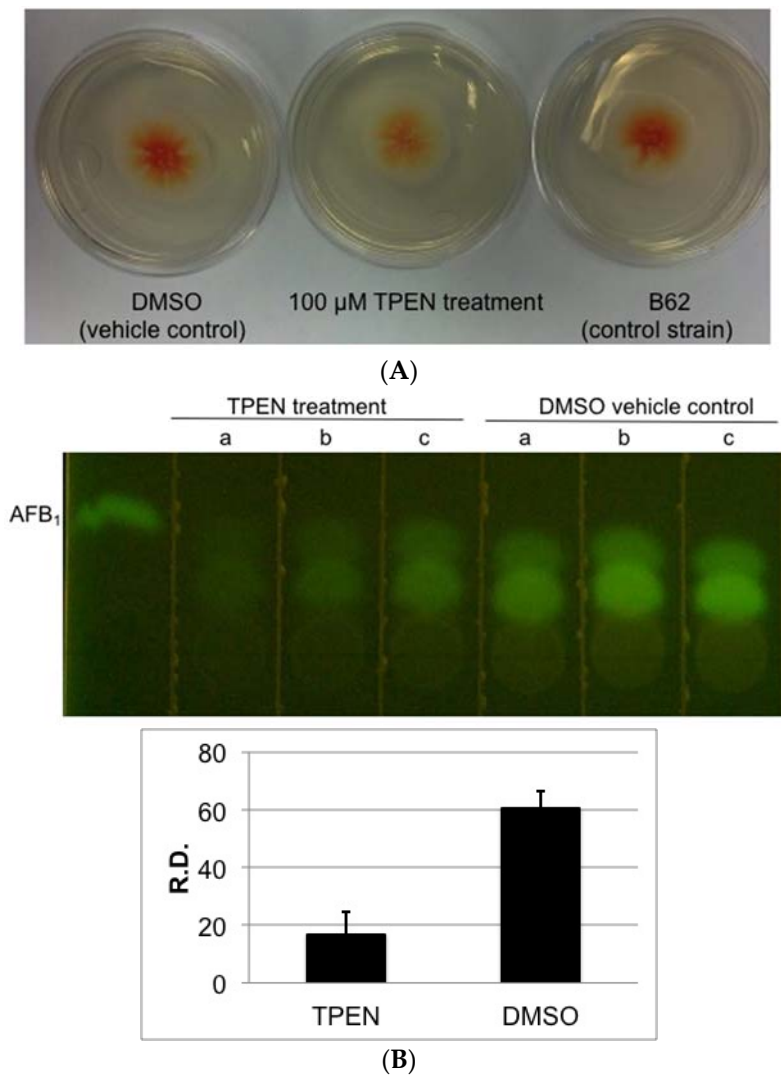 DMSO
(vehicle control)
100 µM TPEN treatment
B62
(control strain)
(A)
TPEN treatment
DMSO vehicle control
a b c a b c
AFB₁
80
60
40
20
0
R.D.
TPEN DMSO
(B)